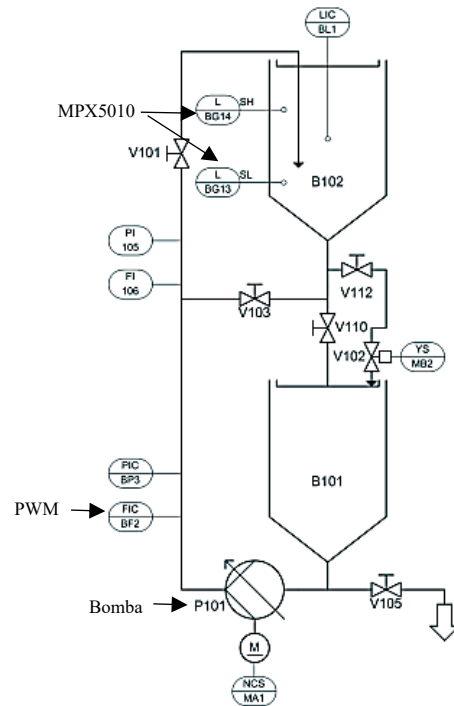 LIC
BL1
MPX5010
L SH
BG14
V101
L SL
BG13
B102
PI
105
FI
106
V112
V103
V110
V102
YS
MB2
PIC
BP3
B101
PWM
FIC
BF2
Bomba
P101
V105
M
NCS
MA1